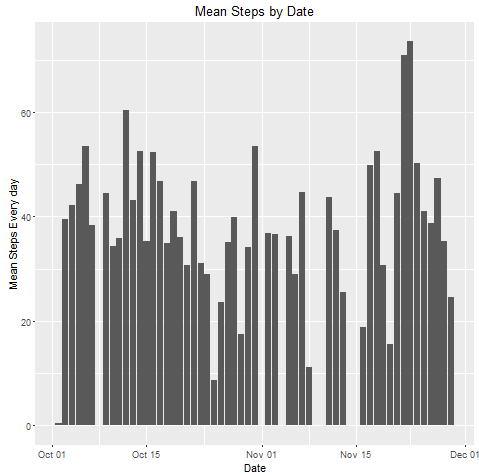 Mean Steps by Date
Mean Steps Every day
60
40
20
0
Oct 01 Oct 15 Nov 01 Nov 15 Dec 01
Date